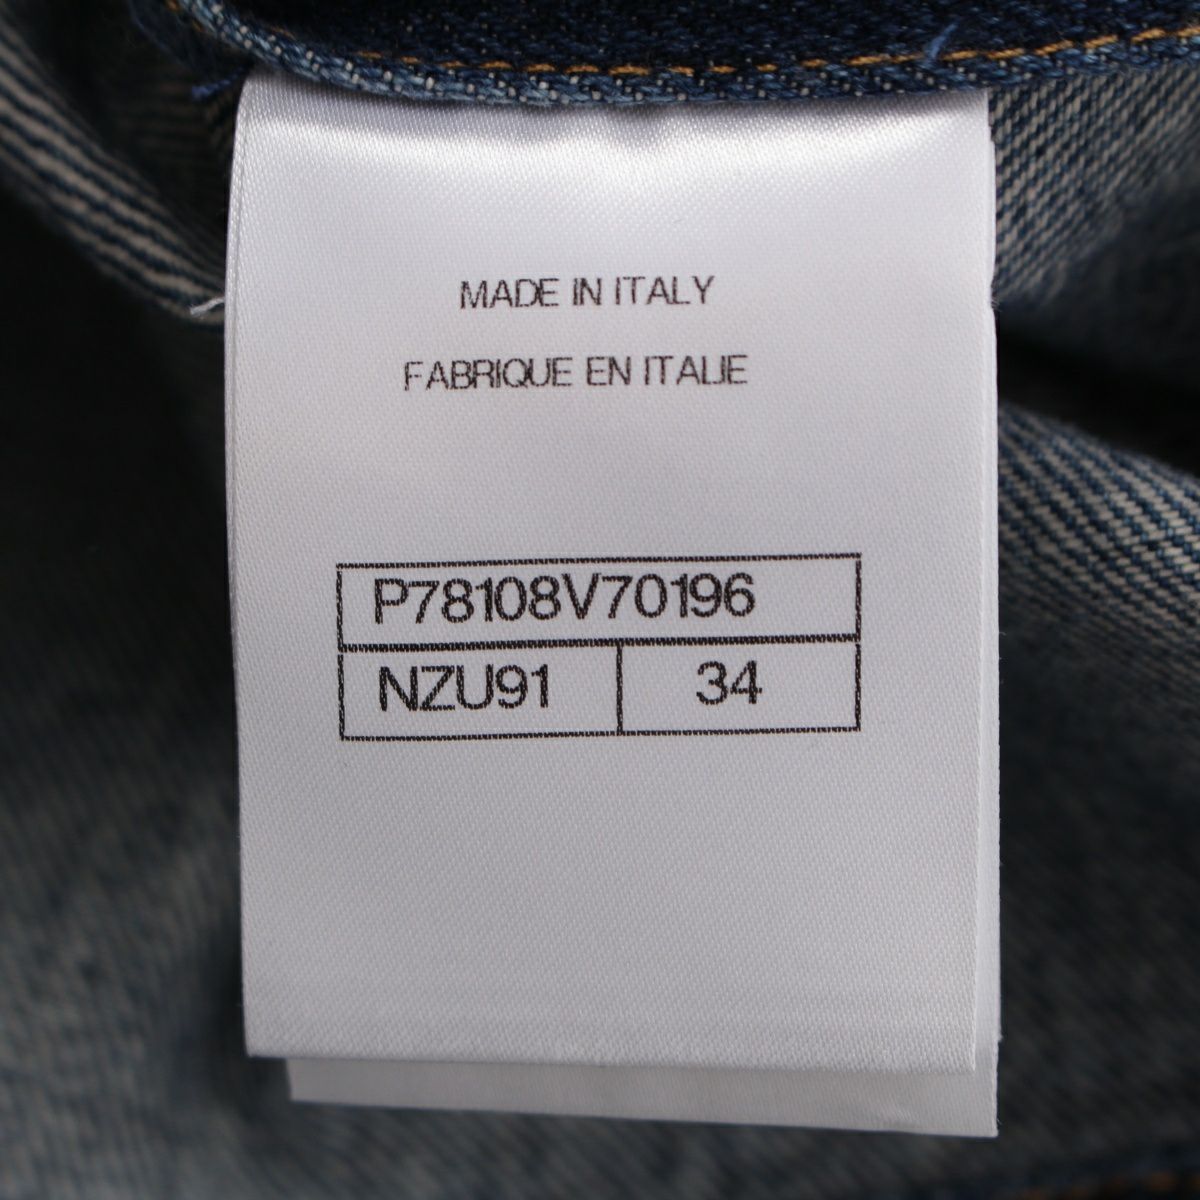 MADE IN ITALY
FABRIQUE EN ITALIE
P78108V70196
NZU91 34